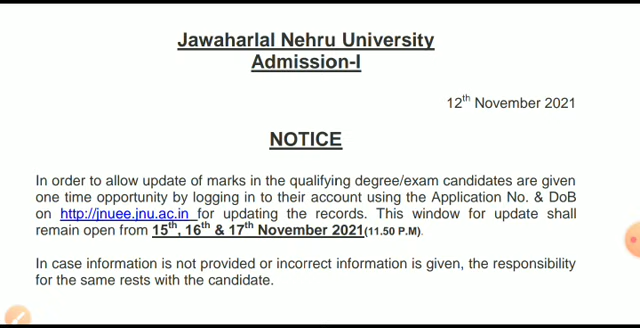 Jawaharlal Nehru University
Admission-I
12th November 2021
NOTICE
In order to allow update of marks in the qualifying degree/exam candidates are given
one time opportunity by logging in to their account using the Application No. & DoB
on http://jnuee.jnu.ac.in for updating the records. This window for update shall
remain open from 15th, 16th & 17th November 2021(11.50 P.M).
In case information is not provided or incorrect information is given, the responsibility
for the same rests with the candidate.